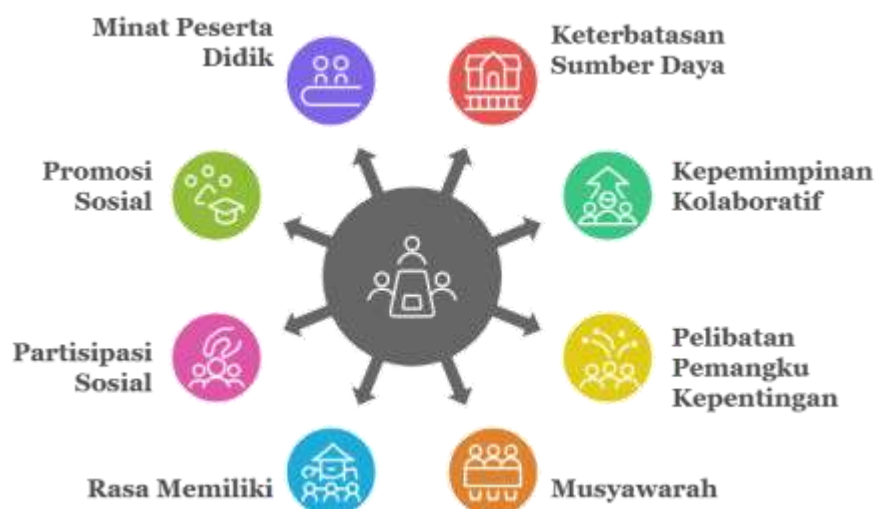 Minat Peserta
Didik
Keterbatasan
Sumber Daya
Promosi
Sosial
Kepemimpinan
Kolaboratif
Partisipasi
Sosial
Pelibatan
Pemangku
Kepentingan
Rasa Memiliki
Musyawarah